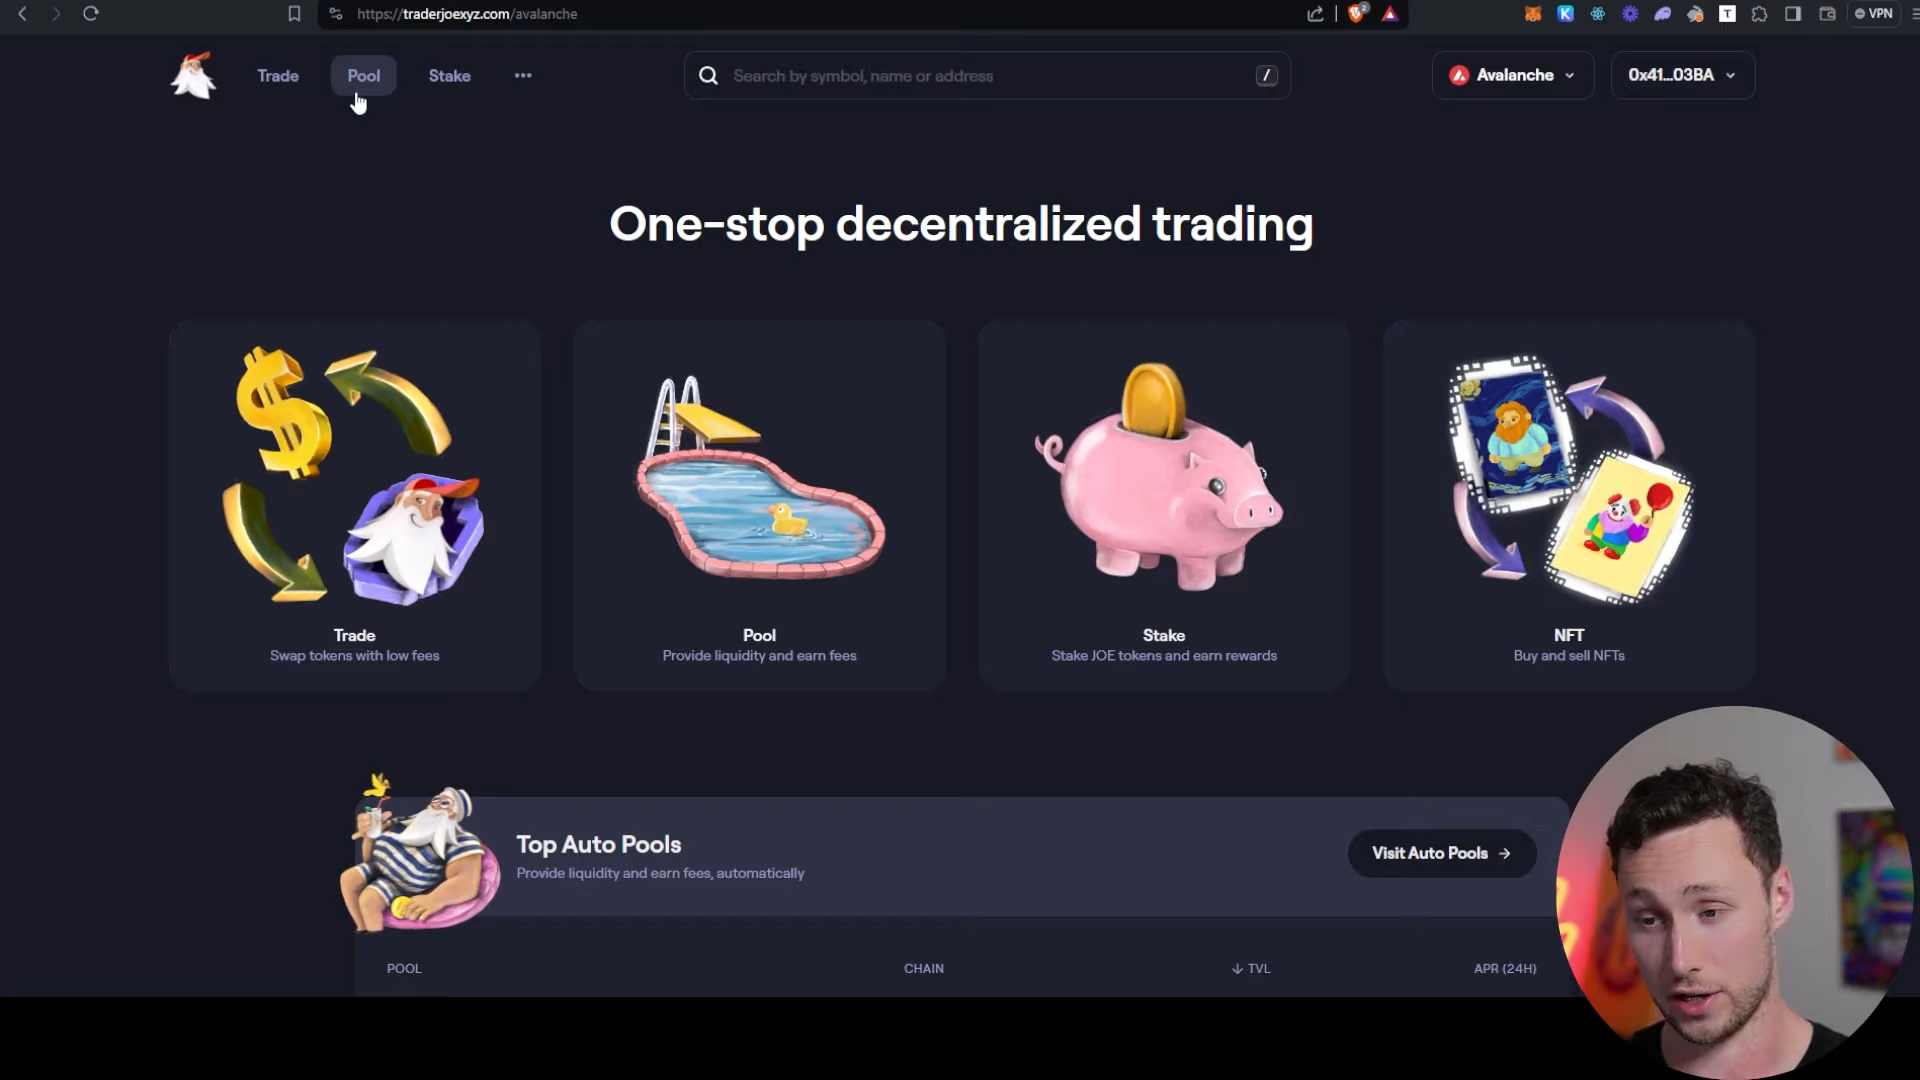 https://traderjoexyz.com/avalanche
2
K
T
VPN
Trade
Pool
Stake
Search by symbol, name or address
/
Avalanche
0x41...03BA
One-stop decentralized trading
Trade
Swap tokens with low fees
Pool
Provide liquidity and earn fees
Stake
Stake JOE tokens and earn rewards
NFT
Buy and sell NFTs
Top Auto Pools
Provide liquidity and earn fees, automatically
Visit Auto Pools →
POOL
CHAIN
↓ TVL
APR (24H)